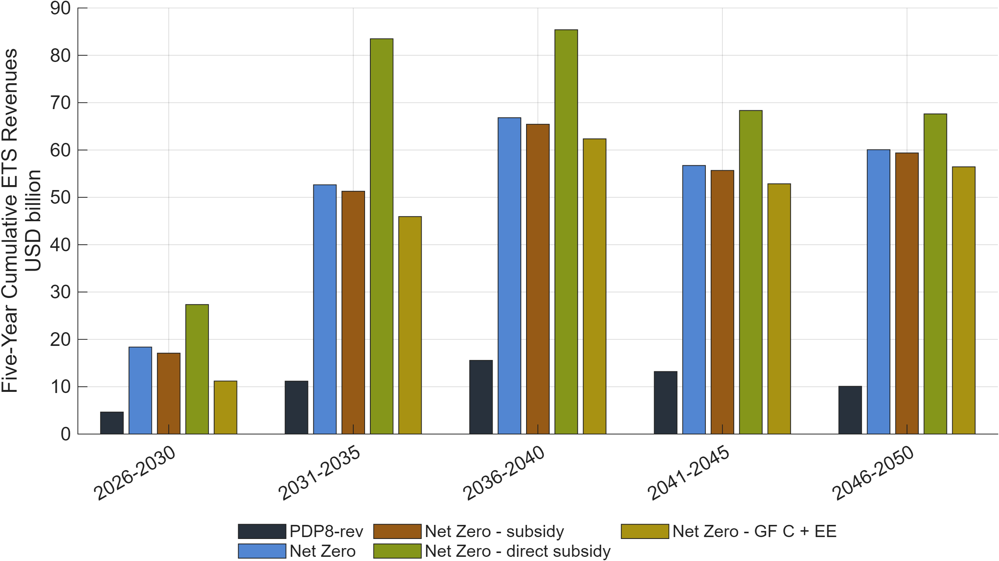 Five-Year Cumulative ETS Revenues
USD billion
90
80
70
60
50
40
30
20
10
0
2026-2030
2031-2035
2036-2040
2041-2045
2046-2050
PDP8-rev
Net Zero
Net Zero - subsidy
Net Zero - direct subsidy
Net Zero - GF C + EE